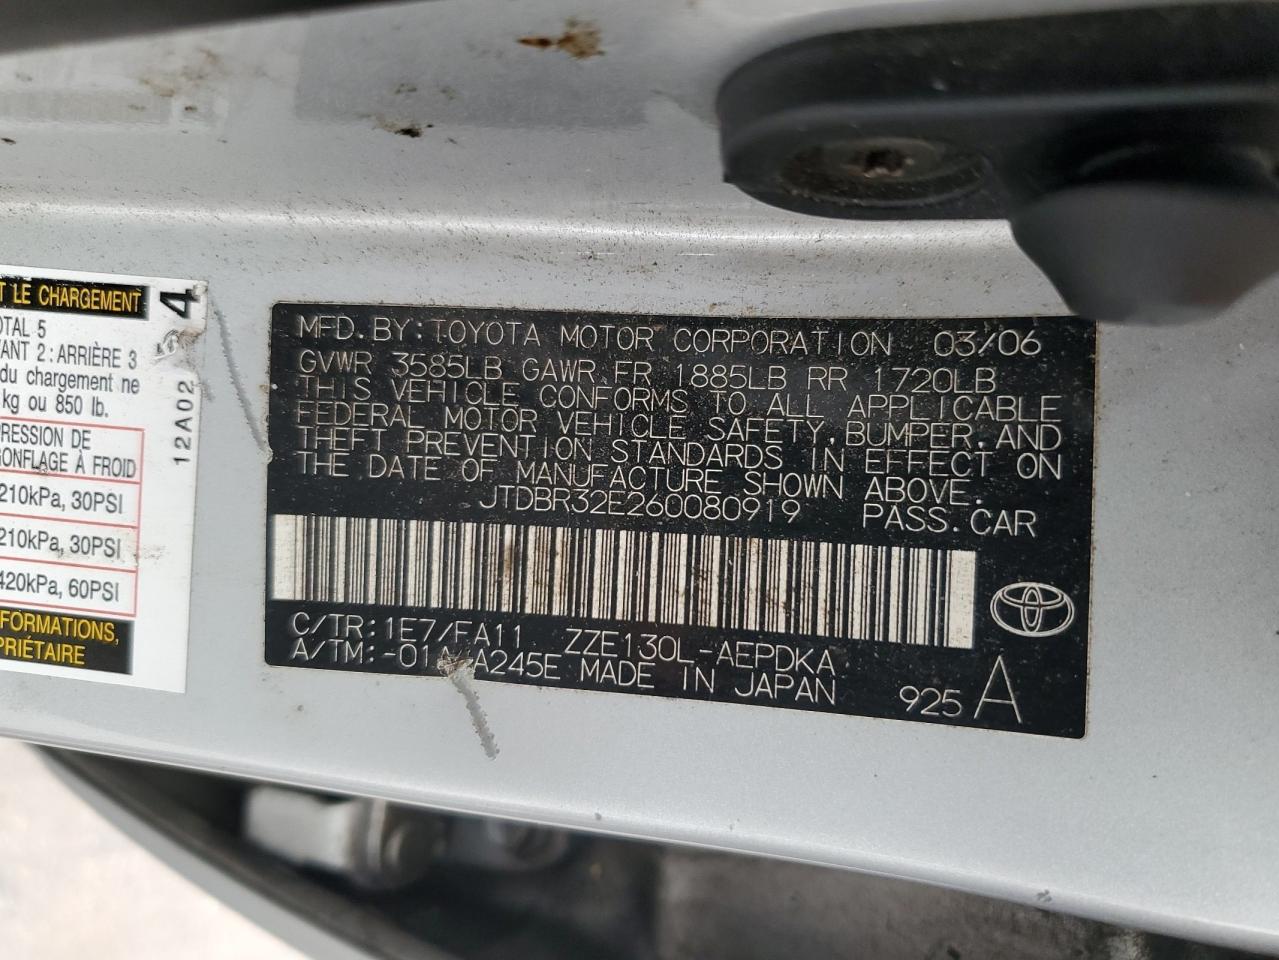 T LE CHARGEMENT
4
OTAL 5
VANT 2 : ARRIÈRE 3
du chargement ne
kg ou 850 lb.
12A02
PRESSION DE
GONFLAGE À FROID
210kPa, 30PSI
210kPa, 30PSI
420kPa, 60PSI
FORMATIONS,
PRIÉTAIRE
MFD. BY: TOYOTA MOTOR CORPORATION 03/06
GVWR 3585LB GAWR FR 1885LB RR 1720LB
THIS VEHICLE CONFORMS TO ALL APPLICABLE
FEDERAL MOTOR VEHICLE SAFETY, BUMPER, AND
THEFT PREVENTION STANDARDS IN EFFECT ON
THE DATE OF MANUFACTURE SHOWN ABOVE.
JTDBR32E260080919 PASS. CAR
C/TR: 1E7/FA11 ZZE130L-AEPDKA
A/TM: A245E MADE IN JAPAN 925 A